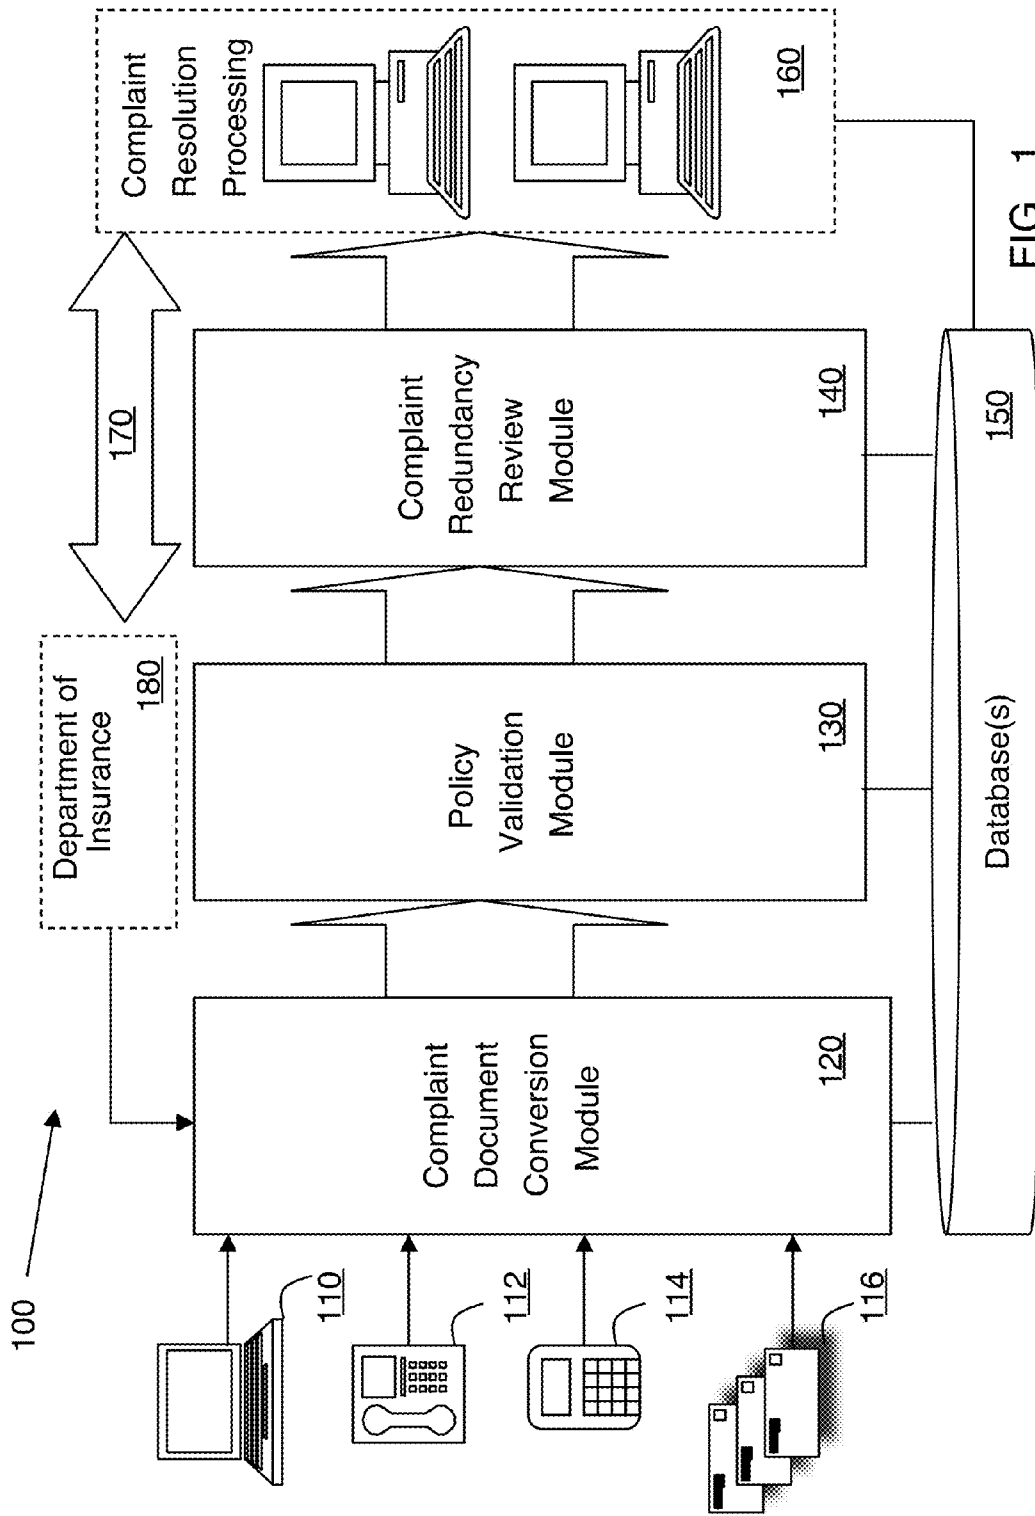 100
110
112
114
116
Department of
Insurance
180
170
Complaint
Document
Conversion
Module
120
Policy
Validation
Module
130
Complaint
Redundancy
Review
Module
140
Complaint
Resolution
Processing
160
Database(s)
150
FIG. 1